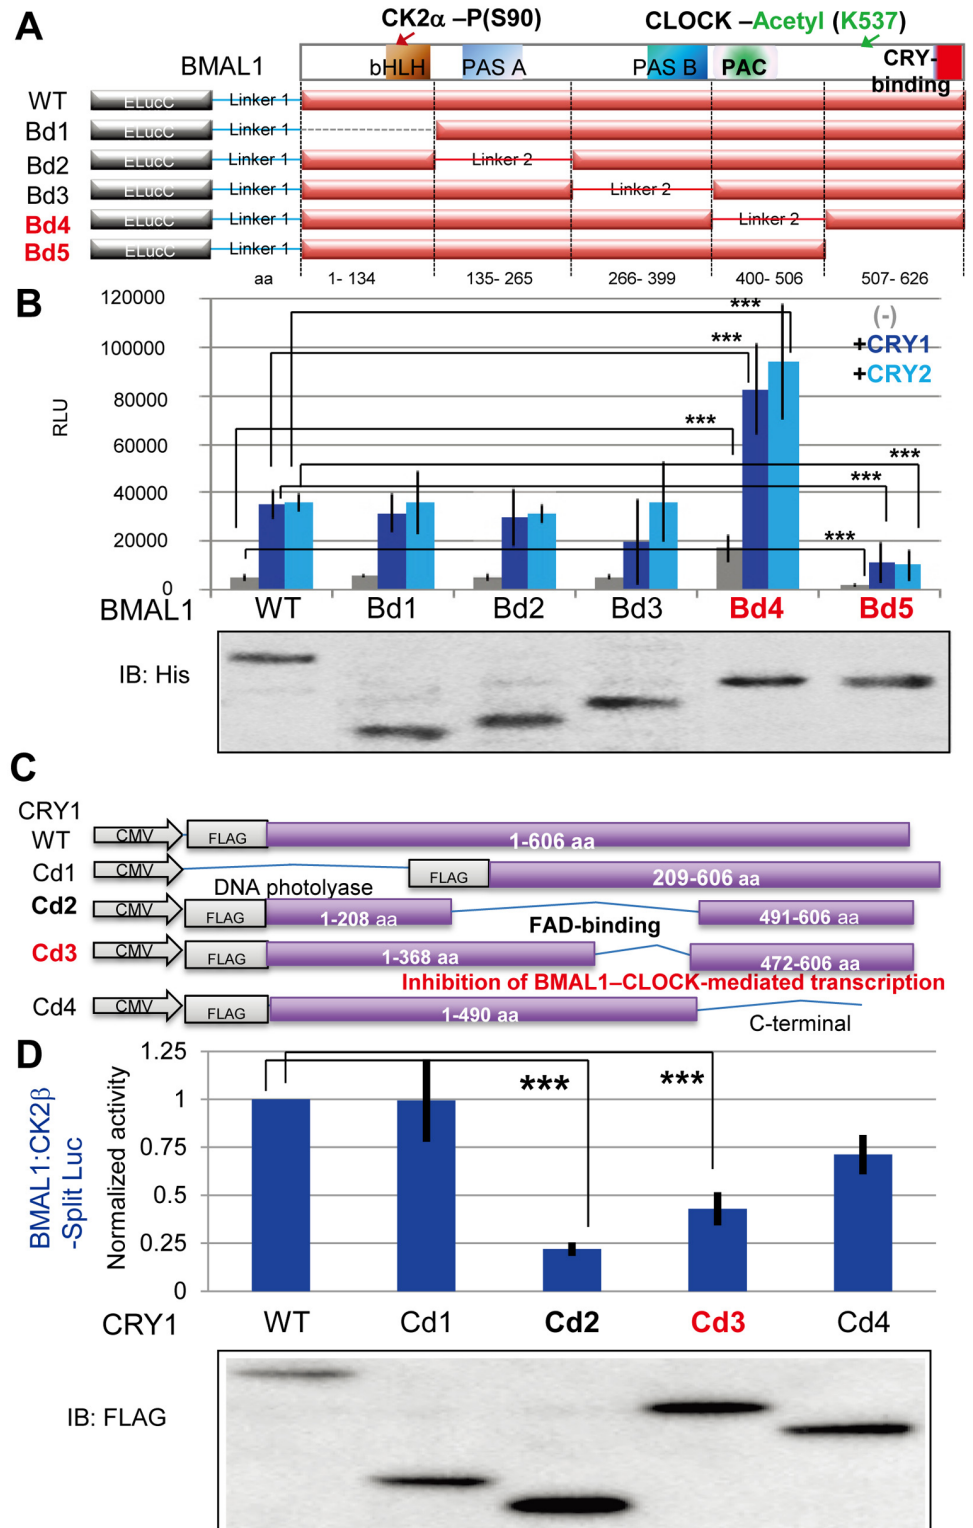 A
CK2α –P(S90)
CLOCK –Acetyl (K537)
BMAL1
bHLH
PAS A
PAS B
PAC
CRY-
binding
WT ELucC Linker 1
Bd1 ELucC Linker 1
Bd2 ELucC Linker 1 Linker 2
Bd3 ELucC Linker 1 Linker 2
Bd4 ELucC Linker 1 Linker 2
Bd5 ELucC Linker 1
aa 1- 134 135- 265 266- 399 400- 506 507- 626
B
120000
100000
80000
60000
40000
20000
0
RLU
(-)
+CRY1
+CRY2
***
***
***
***
***
***
BMAL1 WT Bd1 Bd2 Bd3 Bd4 Bd5
IB: His
C
CRY1
WT CMV FLAG 1-606 aa
Cd1 CMV FLAG 209-606 aa
DNA photolyase
Cd2 CMV FLAG 1-208 aa 491-606 aa
FAD-binding
Cd3 CMV FLAG 1-368 aa 472-606 aa
Inhibition of BMAL1–CLOCK-mediated transcription
Cd4 CMV FLAG 1-490 aa
C-terminal
D
BMAL1:CK2β
-Split Luc
Normalized activity
1.25
1
0.75
0.5
0.25
0
***
***
CRY1 WT Cd1 Cd2 Cd3 Cd4
IB: FLAG